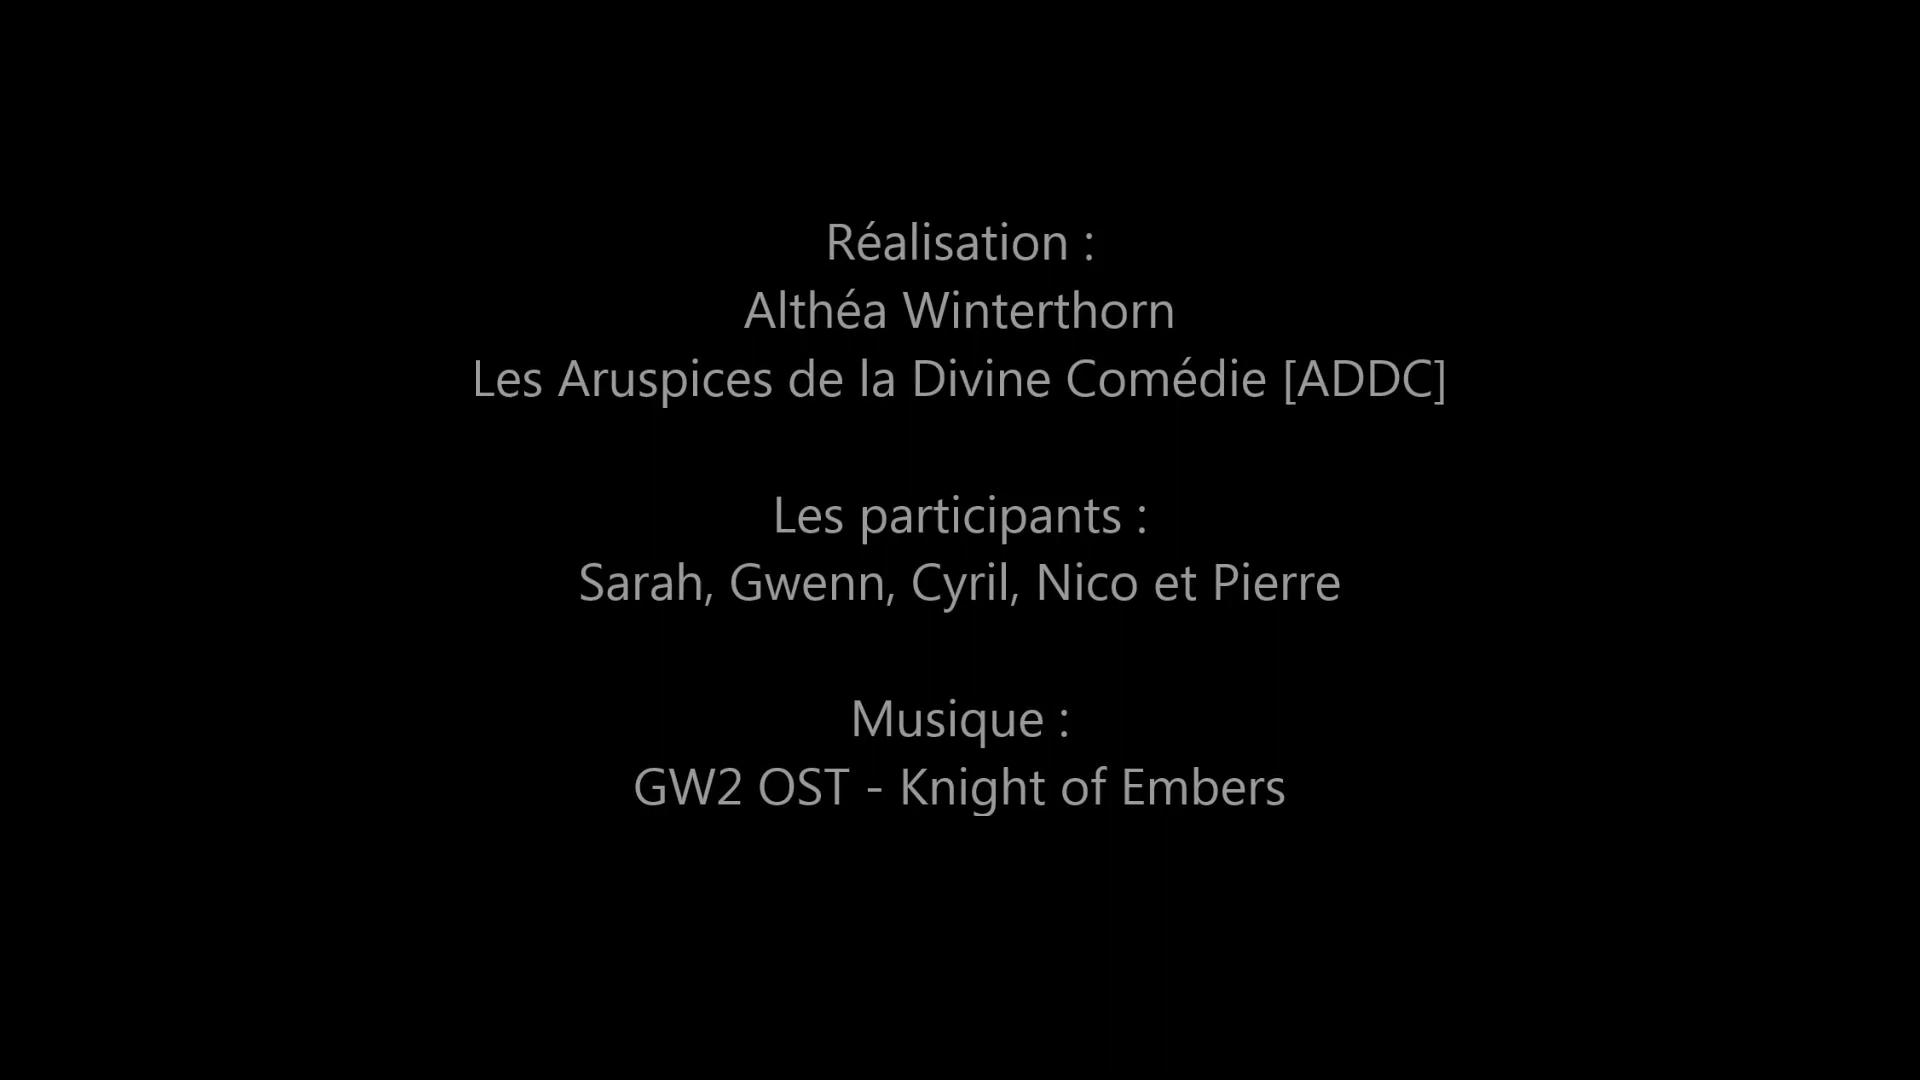 Réalisation :
Althéa Winterthorn
Les Aruspices de la Divine Comédie [ADDC]
Les participants :
Sarah, Gwenn, Cyril, Nico et Pierre
Musique :
GW2 OST - Knight of Embers